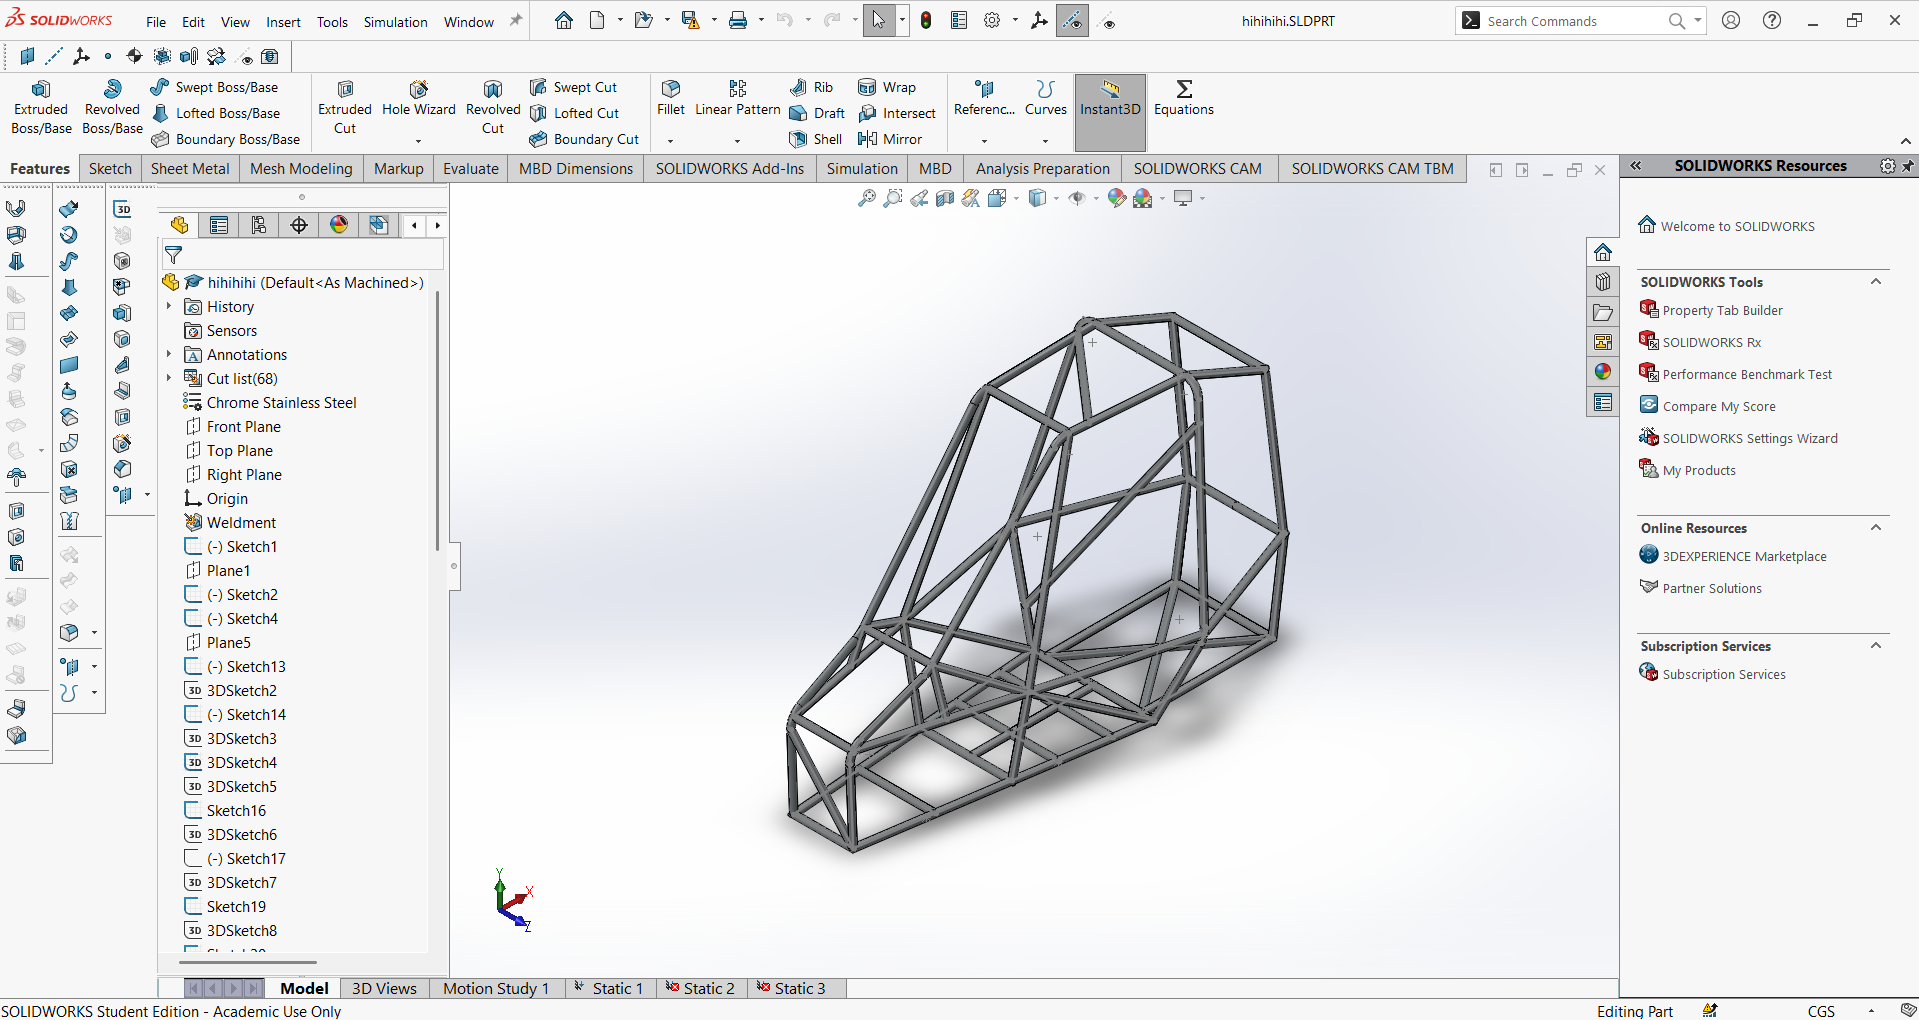 SOLIDWORKS File Edit View Insert Tools Simulation Window hihihihi.SLDPRT Search Commands
Extruded Boss/Base
Revolved Boss/Base
Swept Boss/Base
Lofted Boss/Base
Boundary Boss/Base
Extruded Cut
Hole Wizard
Revolved Cut
Swept Cut
Lofted Cut
Boundary Cut
Fillet
Linear Pattern
Rib
Draft
Shell
Wrap
Intersect
Mirror
Referenc...
Curves
Instant3D
Equations
Features Sketch Sheet Metal Mesh Modeling Markup Evaluate MBD Dimensions SOLIDWORKS Add-Ins Simulation MBD Analysis Preparation SOLIDWORKS CAM SOLIDWORKS CAM TBM
hihihihi (Default<As Machined>)
History
Sensors
Annotations
Cut list(68)
Chrome Stainless Steel
Front Plane
Top Plane
Right Plane
Origin
Weldment
(-) Sketch1
Plane1
(-) Sketch2
(-) Sketch4
Plane5
(-) Sketch13
3DSketch2
(-) Sketch14
3DSketch3
3DSketch4
3DSketch5
Sketch16
3DSketch6
(-) Sketch17
3DSketch7
Sketch19
3DSketch8
Y
X
Z
SOLIDWORKS Resources
Welcome to SOLIDWORKS
SOLIDWORKS Tools
Property Tab Builder
SOLIDWORKS Rx
Performance Benchmark Test
Compare My Score
SOLIDWORKS Settings Wizard
My Products
Online Resources
3DEXPERIENCE Marketplace
Partner Solutions
Subscription Services
Subscription Services
Model 3D Views Motion Study 1 Static 1 Static 2 Static 3
SOLIDWORKS Student Edition - Academic Use Only Editing Part CGS